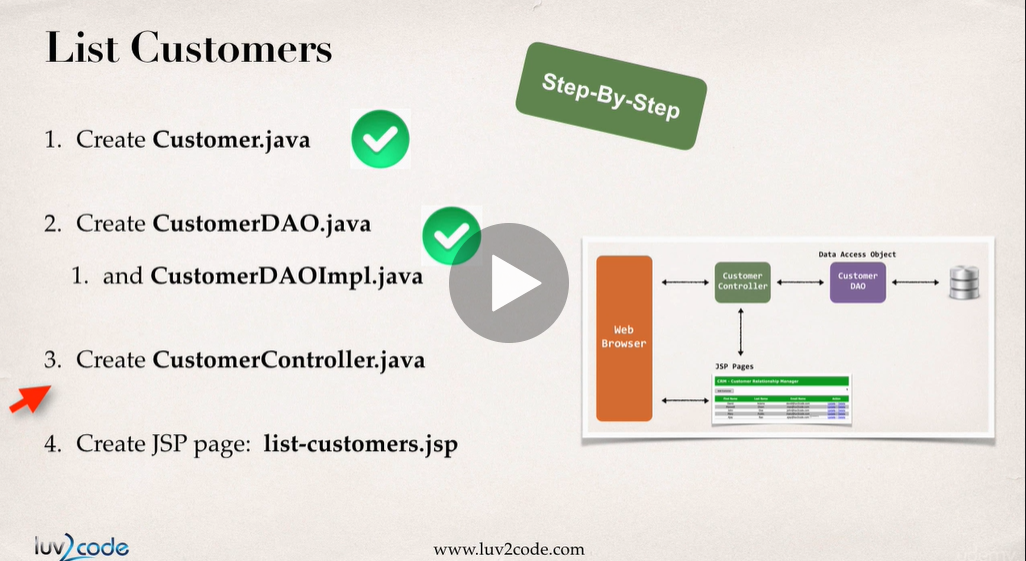 List Customers
Step-By-Step
1. Create Customer.java
2. Create CustomerDAO.java
1. and CustomerDAOImpl.java
3. Create CustomerController.java
4. Create JSP page: list-customers.jsp
Data Access Object
Customer
Controller
Customer
DAO
Web
Browser
JSP Pages
CRM - Customer Relationship Manager
luv2code
www.luv2code.com